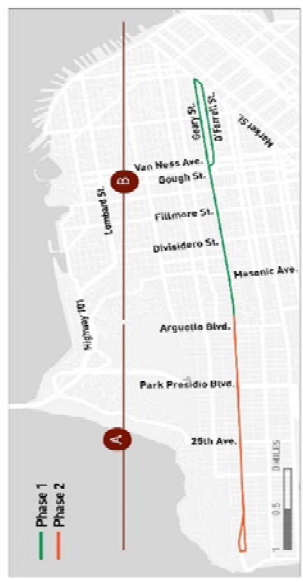 Phase 1
Phase 2
A
B
Highway 101
Lombard St.
Van Ness Ave.
Gough St.
Fillmore St.
Divisidero St.
Masonic Ave.
Arguello Blvd.
Park Presidio Blvd.
25th Ave.
Geary St.
O'Farrell St.
Market St.
1 0.5 0 MILES